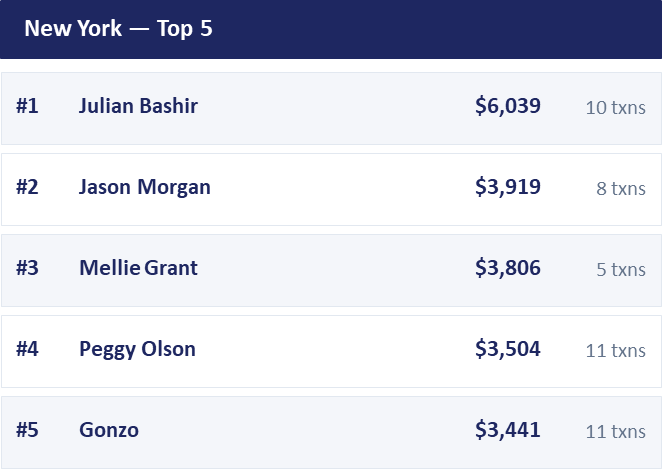 New York — Top 5
#1 Julian Bashir $6,039 10 txns
#2 Jason Morgan $3,919 8 txns
#3 Mellie Grant $3,806 5 txns
#4 Peggy Olson $3,504 11 txns
#5 Gonzo $3,441 11 txns